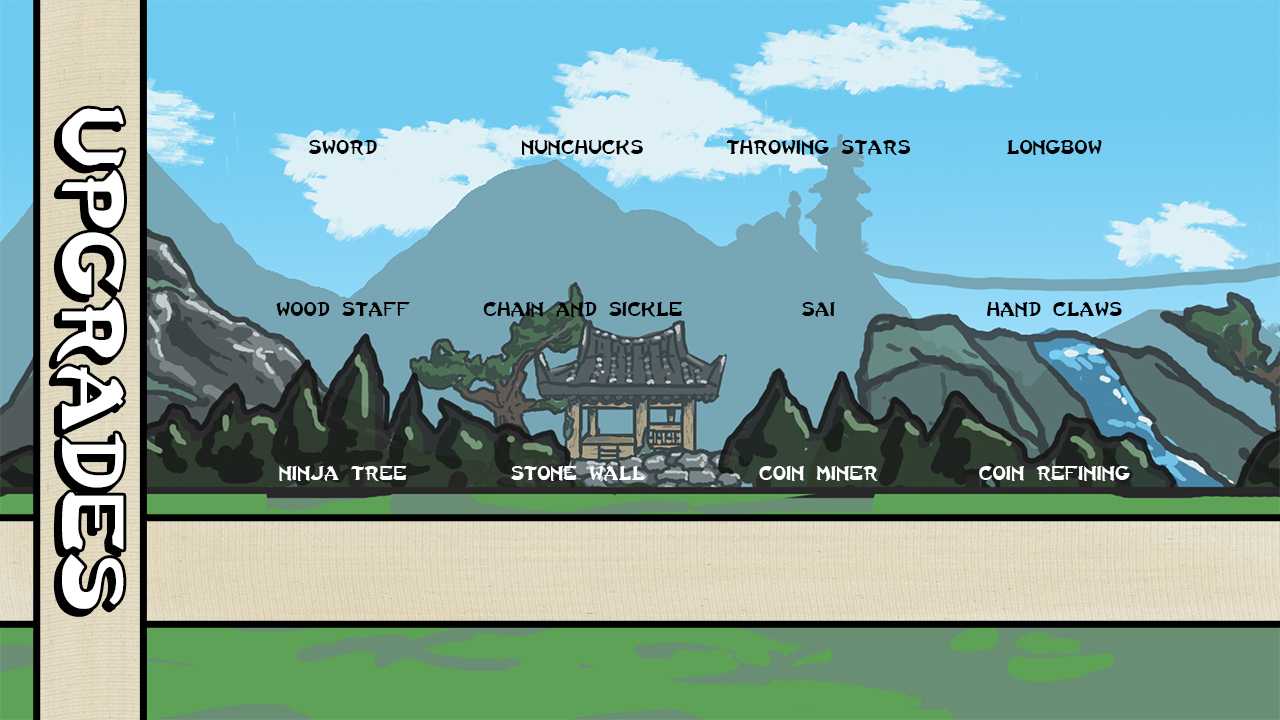 UPGRADES
SWORD NUNCHUCKS THROWING STARS LONGBOW
WOOD STAFF CHAIN AND SICKLE SAI HAND CLAWS
NINJA TREE STONE WALL COIN MINER COIN REFINING